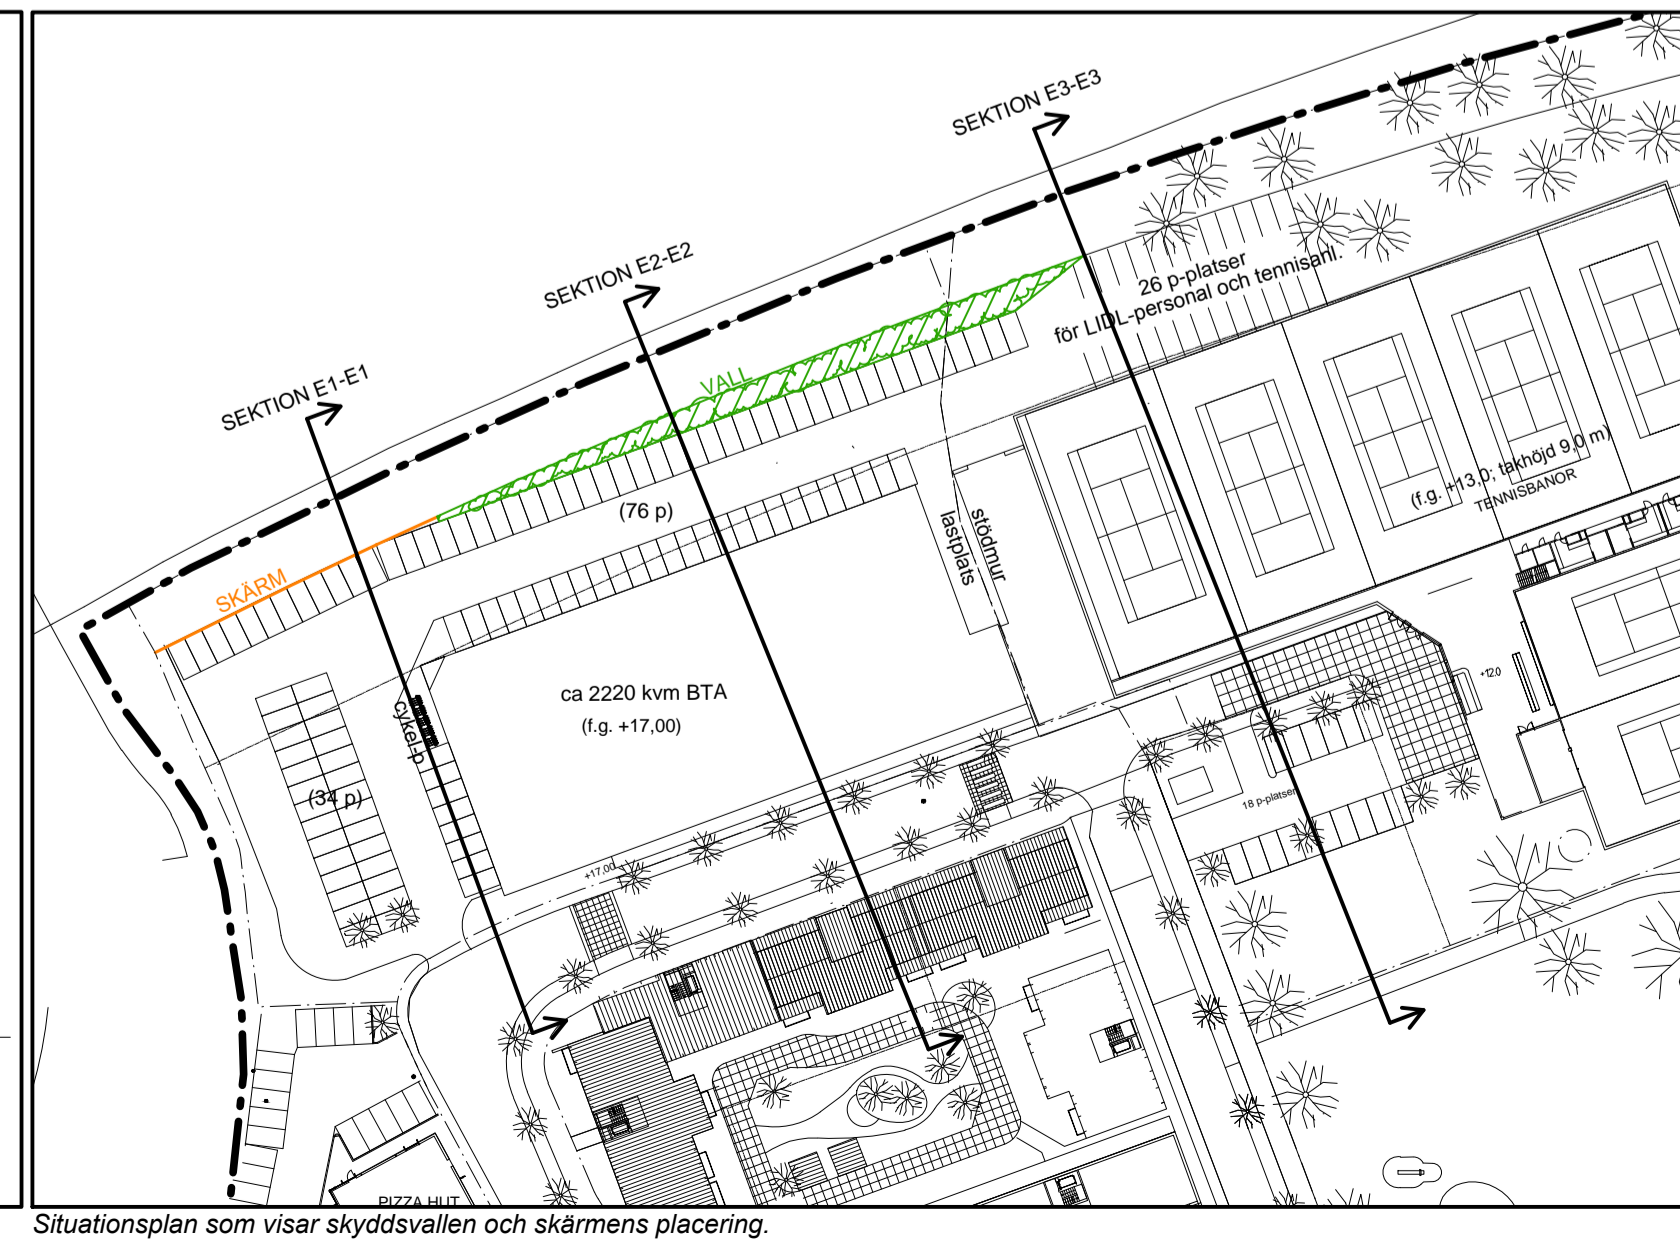 SEKTION E3-E3
SEKTION E2-E2
SEKTION E1-E1
26 p-platser
för LIDL-personal och tennisanl.
VALL
SKÄRM
(76 p)
(f.g. +13,0; takhöjd 9,0 m)
TENNISBANOR
stödmur
lastplats
ca 2220 kvm BTA
(f.g. +17,00)
cykel-p
(34 p)
+12.0
18 p-platser
+17,00
PIZZA HUT
Situationsplan som visar skyddsvallen och skärmens placering.